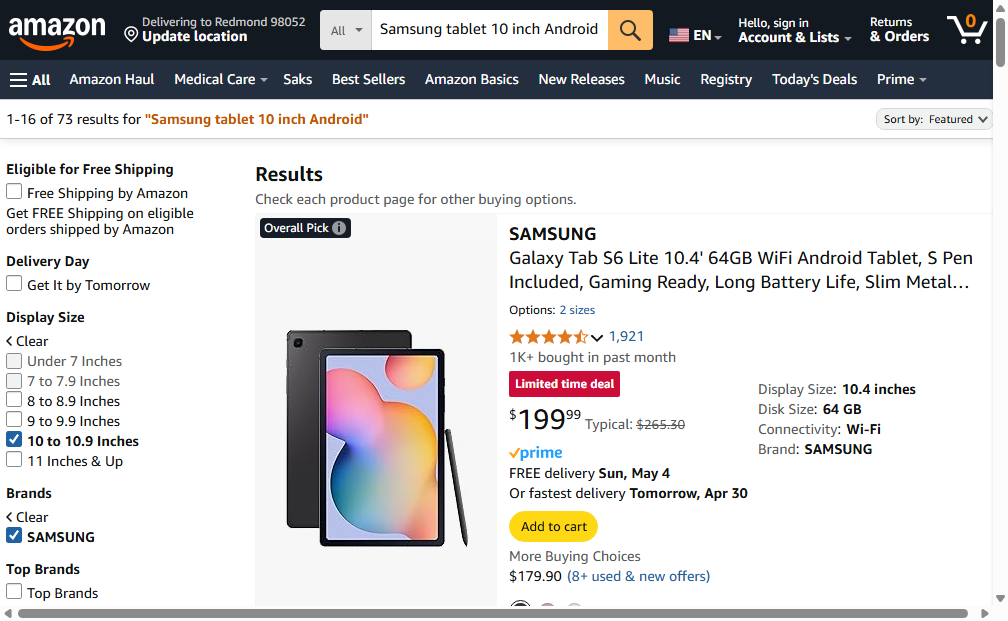 amazon
Delivering to Redmond 98052
Update location
All
Samsung tablet 10 inch Android
EN
Hello, sign in
Account & Lists
Returns
& Orders
0
All
Amazon Haul
Medical Care
Saks
Best Sellers
Amazon Basics
New Releases
Music
Registry
Today's Deals
Prime
1-16 of 73 results for "Samsung tablet 10 inch Android"
Sort by: Featured
Eligible for Free Shipping
Free Shipping by Amazon
Get FREE Shipping on eligible
orders shipped by Amazon
Delivery Day
Get It by Tomorrow
Display Size
Clear
Under 7 Inches
7 to 7.9 Inches
8 to 8.9 Inches
9 to 9.9 Inches
10 to 10.9 Inches
11 Inches & Up
Brands
Clear
SAMSUNG
Top Brands
Top Brands
Results
Check each product page for other buying options.
Overall Pick
SAMSUNG
Galaxy Tab S6 Lite 10.4' 64GB WiFi Android Tablet, S Pen
Included, Gaming Ready, Long Battery Life, Slim Metal…
Options: 2 sizes
1,921
1K+ bought in past month
Limited time deal
$199.99 Typical: $265.30
prime
FREE delivery Sun, May 4
Or fastest delivery Tomorrow, Apr 30
Add to cart
More Buying Choices
$179.90 (8+ used & new offers)
Display Size: 10.4 inches
Disk Size: 64 GB
Connectivity: Wi-Fi
Brand: SAMSUNG